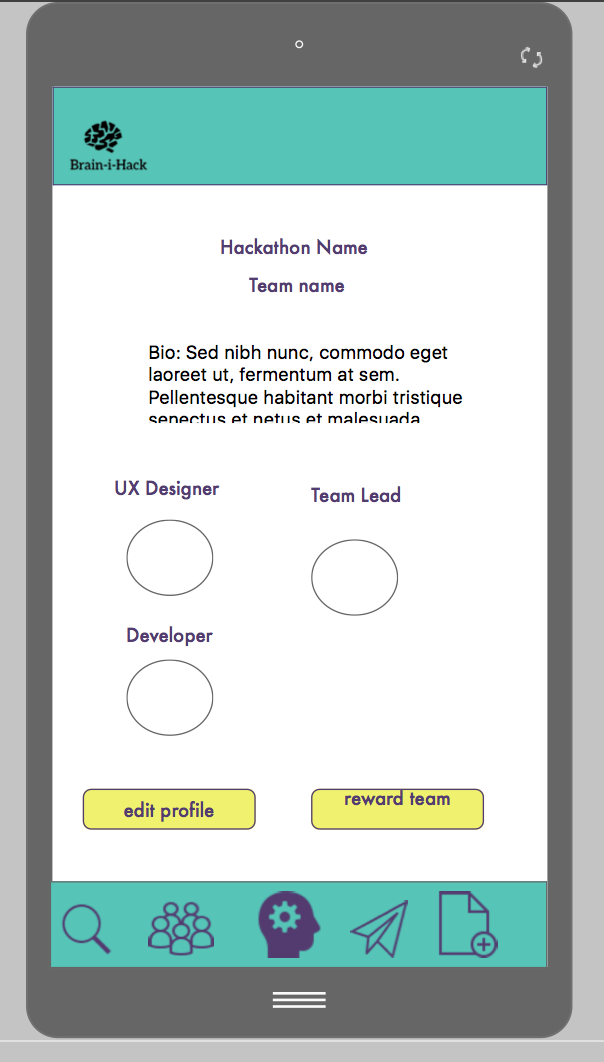 Brain-i-Hack
Hackathon Name
Team name
Bio: Sed nibh nunc, commodo eget
laoreet ut, fermentum at sem.
Pellentesque habitant morbi tristique
senectus et netus et malesuada
UX Designer
Team Lead
Developer
edit profile
reward team